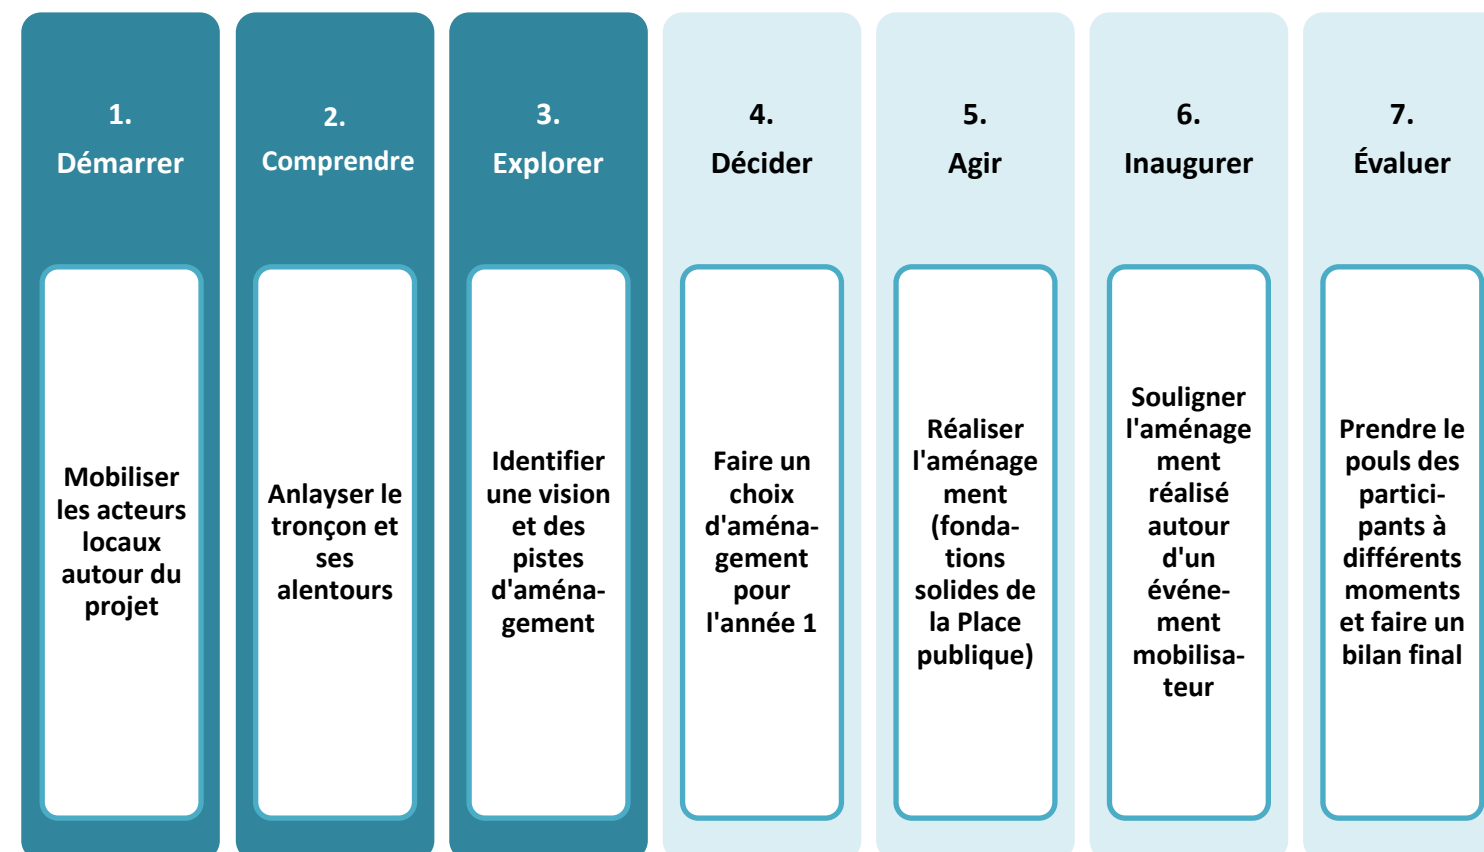 1.
Démarrer
Mobiliser
les acteurs
locaux
autour du
projet
2.
Comprendre
Anlayser le
tronçon et
ses
alentours
3.
Explorer
Identifier
une vision
et des
pistes
d'aména-
gement
4.
Décider
Faire un
choix
d'aména-
gement
pour
l'année 1
5.
Agir
Réaliser
l'aménage
ment
(fonda-
tions
solides de
la Place
publique)
6.
Inaugurer
Souligner
l'aménage
ment
réalisé
autour
d'un
événe-
ment
mobilisa-
teur
7.
Évaluer
Prendre le
pouls des
partici-
pants à
différents
moments
et faire un
bilan final